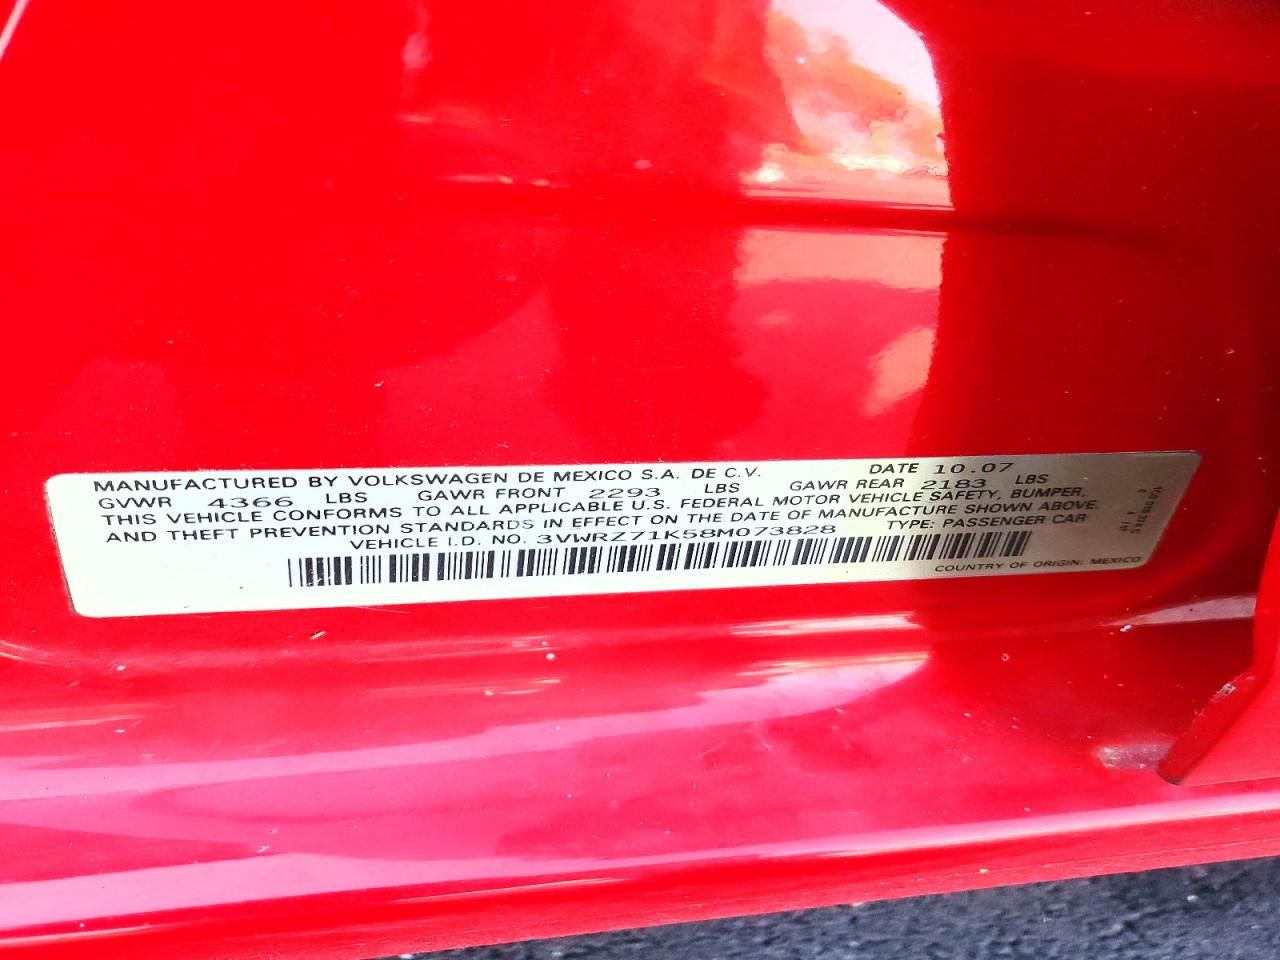 MANUFACTURED BY VOLKSWAGEN DE MEXICO S.A. DE C.V. DATE 10.07
GVWR 4366 LBS GAWR FRONT 2293 LBS GAWR REAR 2183 LBS
THIS VEHICLE CONFORMS TO ALL APPLICABLE U.S. FEDERAL MOTOR VEHICLE SAFETY, BUMPER,
AND THEFT PREVENTION STANDARDS IN EFFECT ON THE DATE OF MANUFACTURE SHOWN ABOVE.
VEHICLE I.D. NO. 3VWRZ71K58M073828 TYPE: PASSENGER CAR
COUNTRY OF ORIGIN: MEXICO